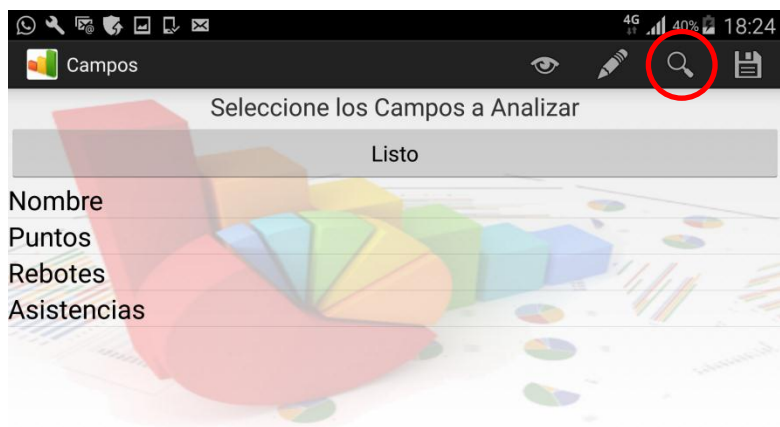 4G 40% 18:24
Campos
Seleccione los Campos a Analizar
Listo
Nombre
Puntos
Rebotes
Asistencias